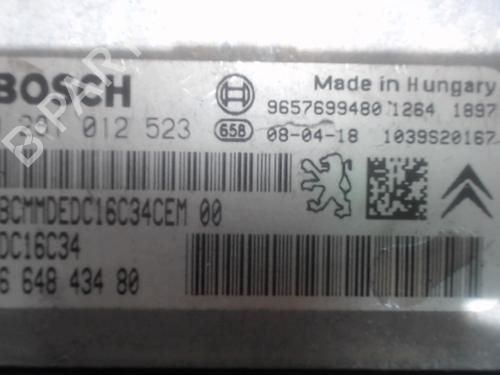 BOSCH
Made in Hungary
9657699480 1264 1897
012 523
658
08-04-18
1039S20167
BCMMDEDC16C34CEM 00
DC16C34
6 648 434 80